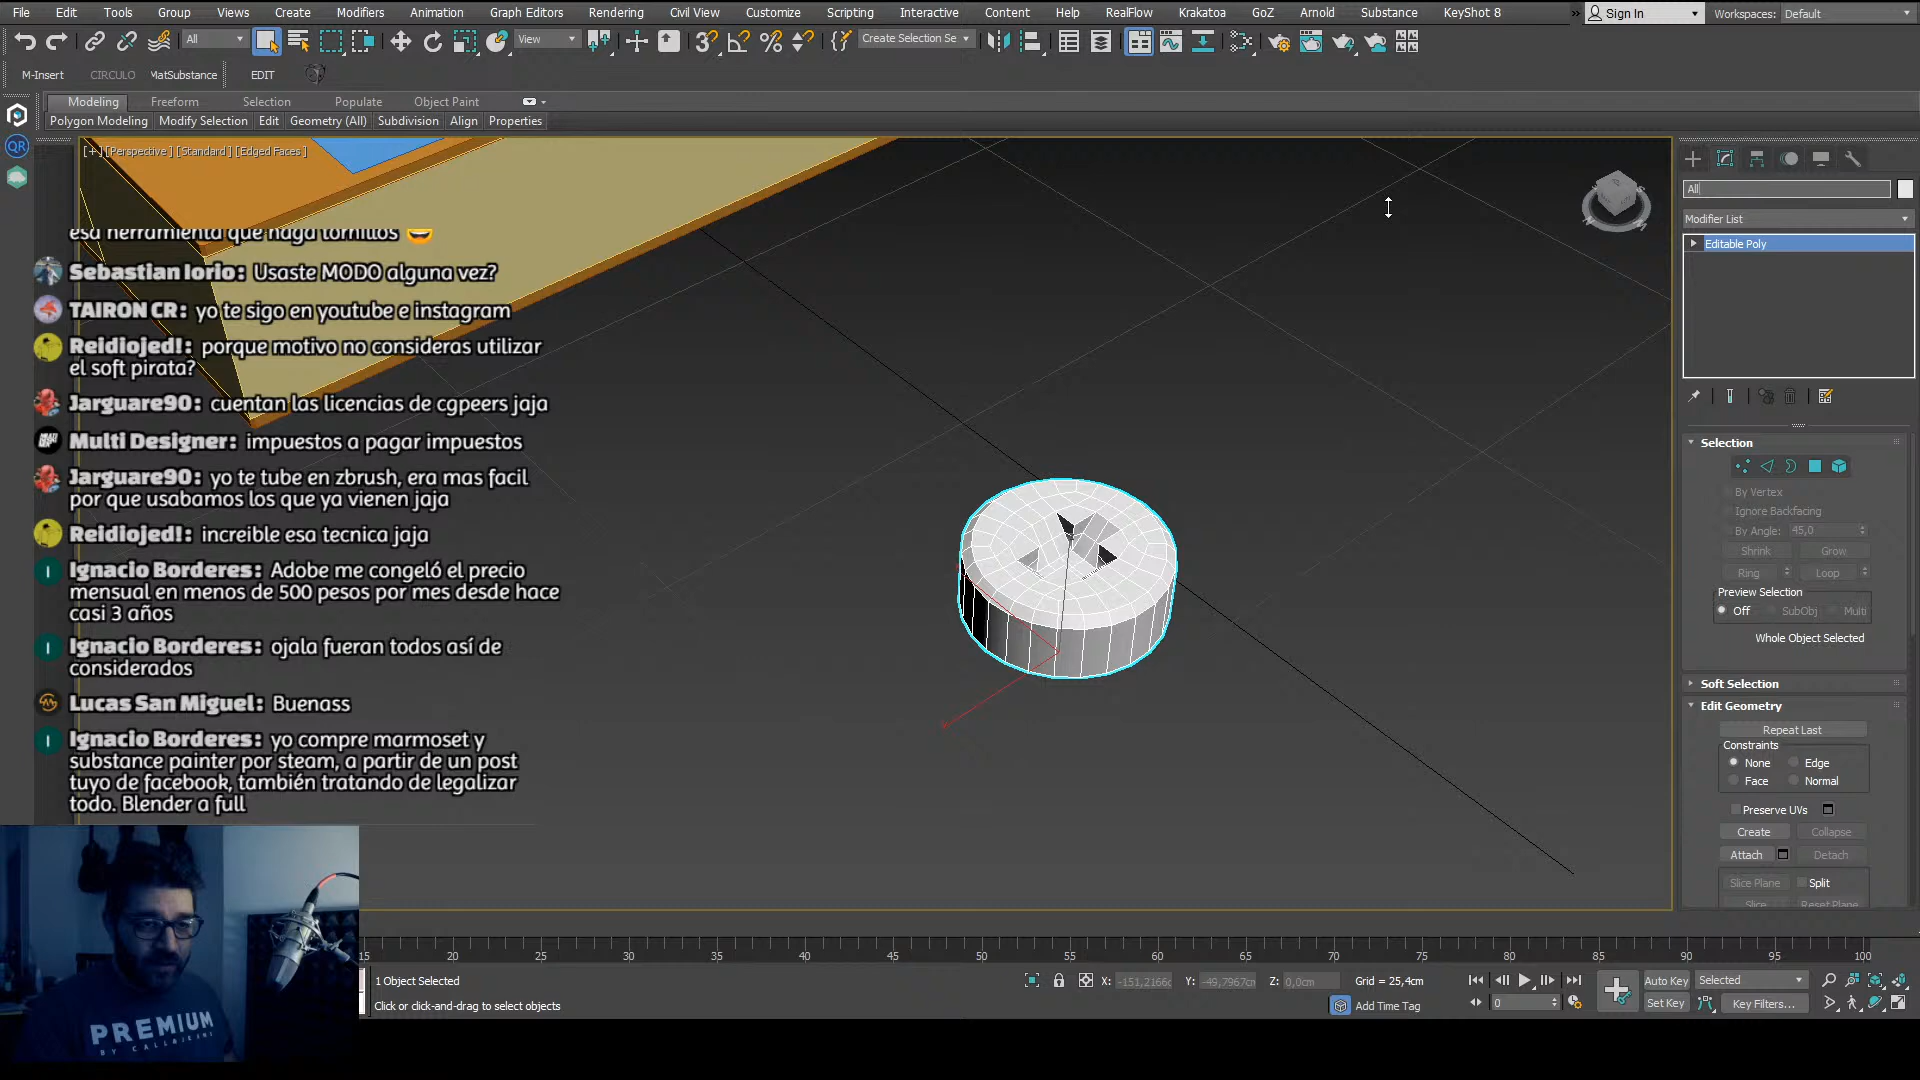 File Edit Tools Group Views Create Modifiers Animation Graph Editors Rendering Civil View Customize Scripting Interactive Content Help RealFlow Krakatoa GoZ Arnold Substance KeyShot 8 » Sign In Workspaces: Default
All View Create Selection Se
M-Insert CIRCULO MatSubstance EDIT
Modeling Freeform Selection Populate Object Paint
Polygon Modeling Modify Selection Edit Geometry (All) Subdivision Align Properties
QR
[+] [Perspective] [Standard] [Edged Faces]
esa herramienta que haga tornillos
Sebastian Iorio: Usaste MODO alguna vez?
TAIRON CR: yo te sigo en youtube e instagram
Reidiojed!: porque motivo no consideras utilizar
el soft pirata?
Jarguare90: cuentan las licencias de cgpeers jaja
Multi Designer: impuestos a pagar impuestos
Jarguare90: yo te tube en zbrush, era mas facil
por que usabamos los que ya vienen jaja
Reidiojed!: increible esa tecnica jaja
I Ignacio Borderes: Adobe me congeló el precio
mensual en menos de 500 pesos por mes desde hace
casi 3 años
I Ignacio Borderes: ojala fueran todos así de
considerados
Lucas San Miguel: Buenass
I Ignacio Borderes: yo compre marmoset y
substance painter por steam, a partir de un post
tuyo de facebook, también tratando de legalizar
todo. Blender a full
All
Modifier List
Editable Poly
Selection
By Vertex
Ignore Backfacing
By Angle: 45,0
Shrink Grow
Ring Loop
Preview Selection
Off SubObj Multi
Whole Object Selected
Soft Selection
Edit Geometry
Repeat Last
Constraints
None Edge
Face Normal
Preserve UVs
Create Collapse
Attach Detach
Slice Plane Split
Slice Reset Plane
PREMIUM
15 20 25 30 35 40 45 50 55 60 65 70 75 80 85 90 95 100
1 Object Selected X: -151,2166c Y: -49,7967cm Z: 0,0cm Grid = 25,4cm Auto Key Selected
Click or click-and-drag to select objects Add Time Tag 0 Set Key Key Filters...